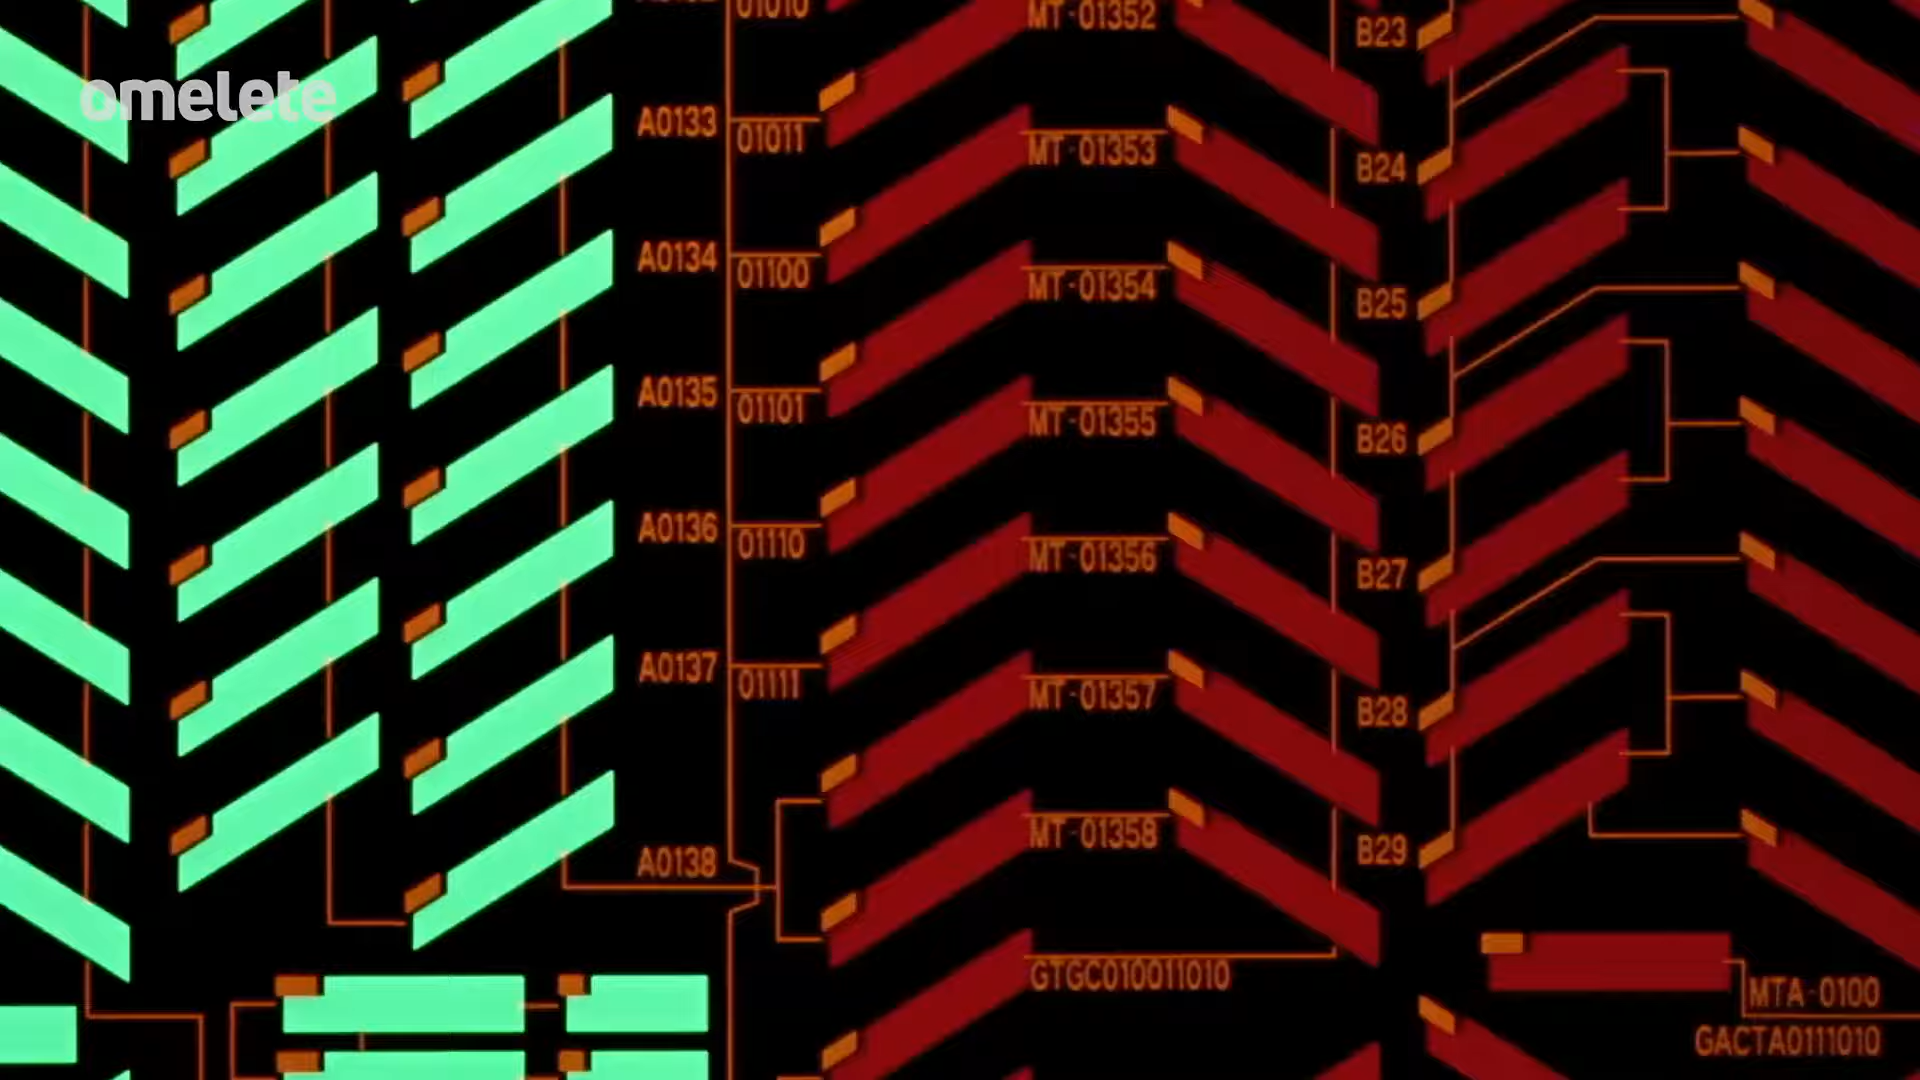 omelete
01010
MT-01352
B23
A0133
01011
MT-01353
B24
A0134
01100
MT-01354
B25
A0135
01101
MT-01355
B26
A0136
01110
MT-01356
B27
A0137
01111
MT-01357
B28
A0138
MT-01358
B29
GTGC010011010
MTA-0100
GACTA0111010